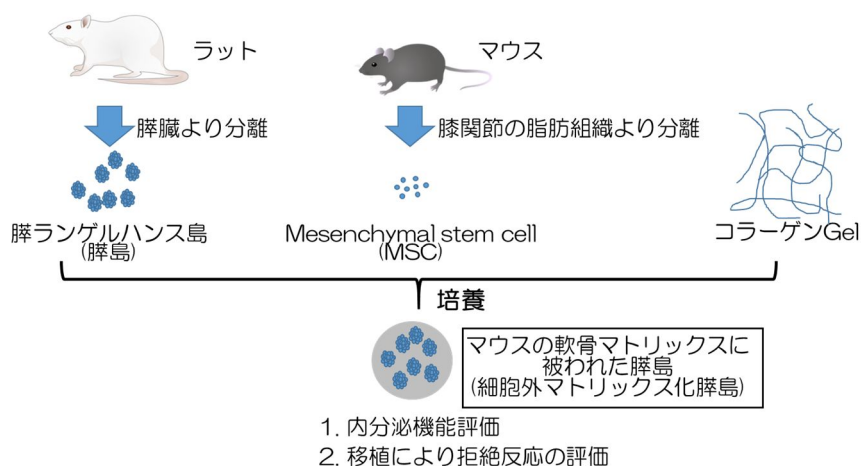 ラット
マウス
膵臓より分離
膝関節の脂肪組織より分離
膵ランゲルハンス島
(膵島)
Mesenchymal stem cell
(MSC)
コラーゲンGel
培養
マウスの軟骨マトリックスに
被われた膵島
(細胞外マトリックス化膵島)
1. 内分泌機能評価
2. 移植により拒絶反応の評価